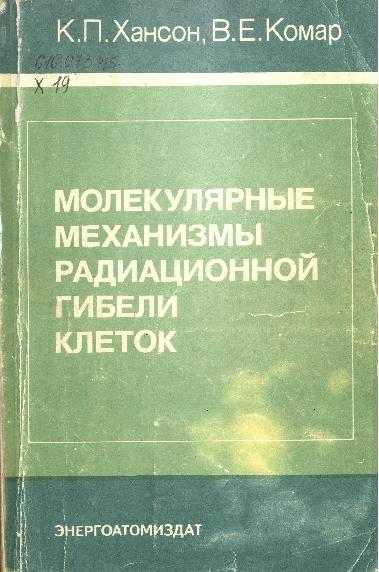 К.П. Хансон, В.Е. Комар
Х 19
МОЛЕКУЛЯРНЫЕ
МЕХАНИЗМЫ
РАДИАЦИОННОЙ
ГИБЕЛИ
КЛЕТОК
ЭНЕРГОАТОМИЗДАТ